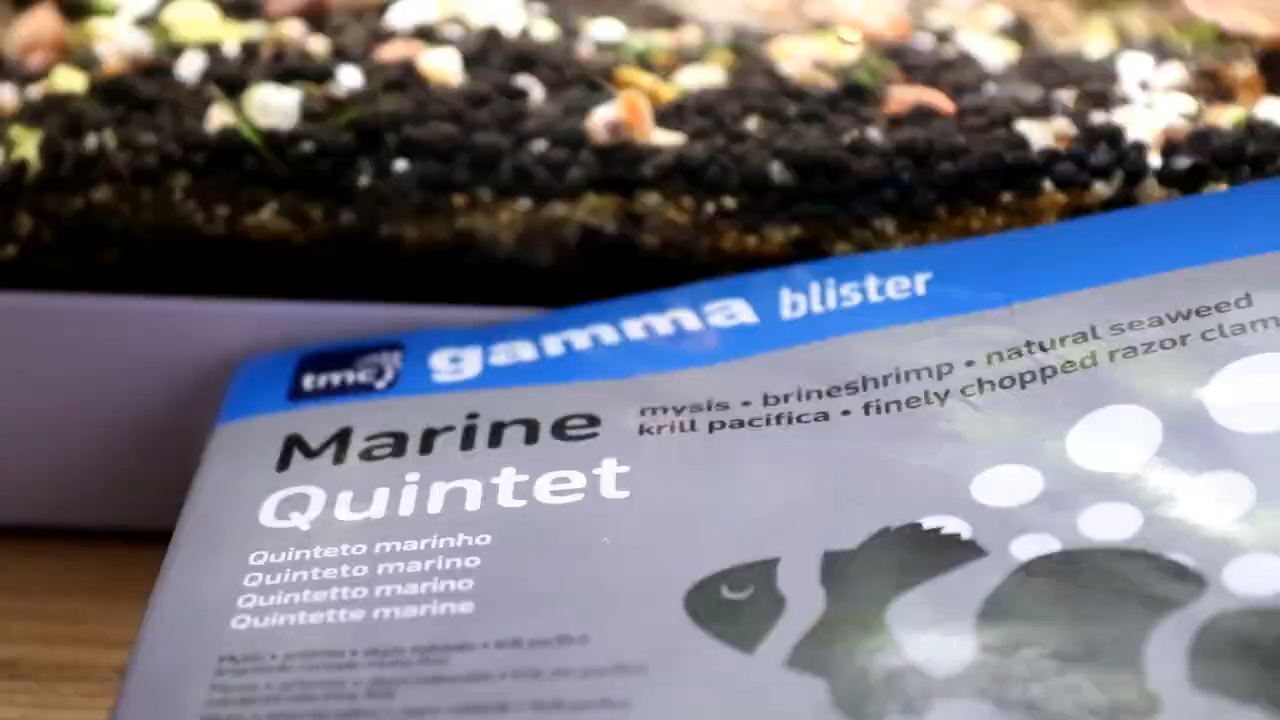 tmc
gamma blister
Marine
Quintet
mysis • brineshrimp • natural seaweed
krill pacifica • finely chopped razor clam
Quinteto marinho
Quinteto marino
Quintetto marino
Quintette marine